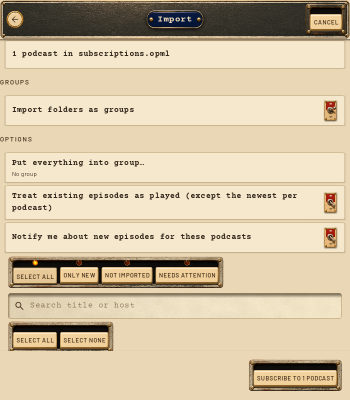 Import
CANCEL
1 podcast in subscriptions.opml
GROUPS
Import folders as groups
OPTIONS
Put everything into group…
No group
Treat existing episodes as played (except the newest per
podcast)
Notify me about new episodes for these podcasts
SELECT ALL
ONLY NEW
NOT IMPORTED
NEEDS ATTENTION
Search title or host
SELECT ALL
SELECT NONE
SUBSCRIBE TO 1 PODCAST